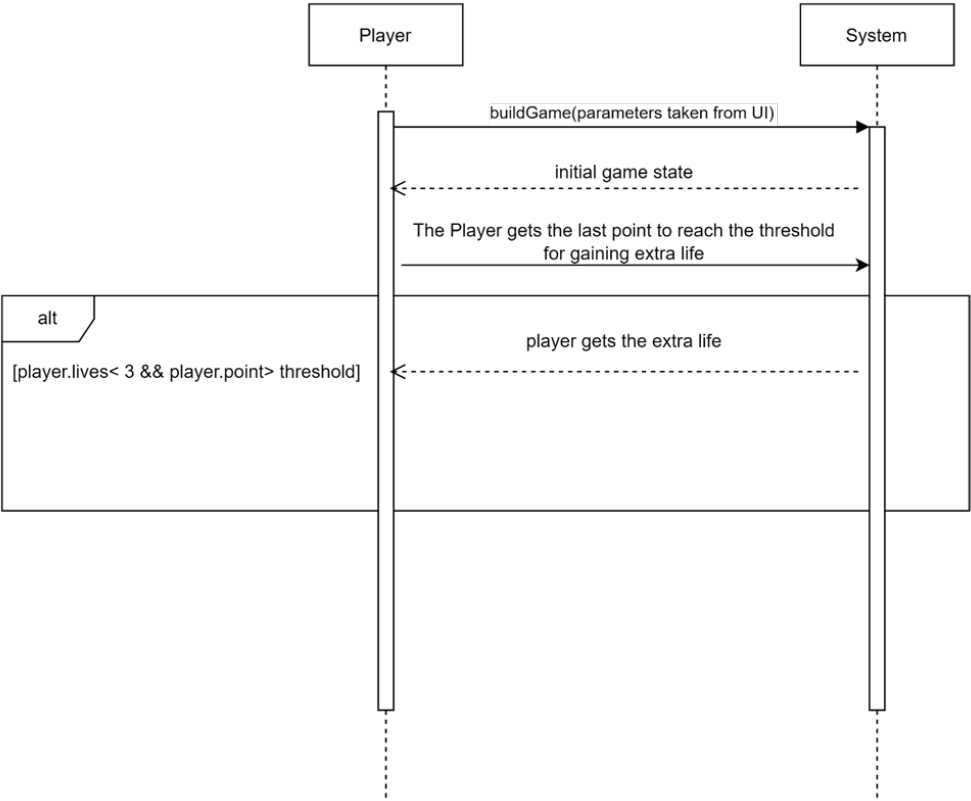 Player
System
buildGame(parameters taken from UI)
initial game state
The Player gets the last point to reach the threshold
for gaining extra life
alt
player gets the extra life
[player.lives< 3 && player.point> threshold]